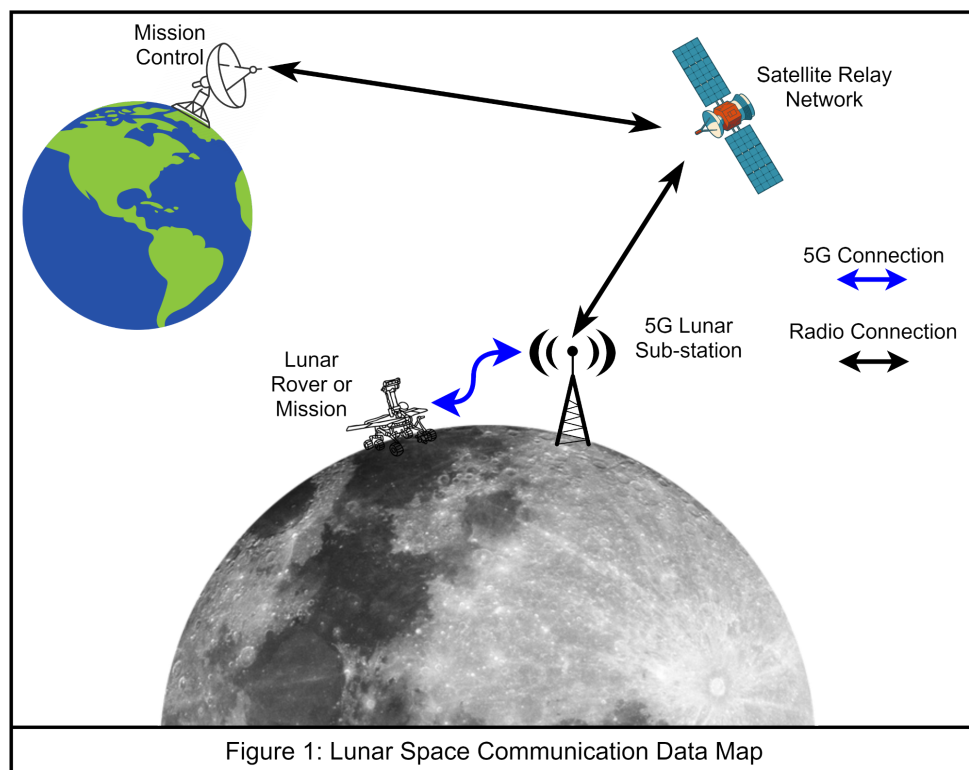 Mission
Control
Satellite Relay
Network
5G Connection
Radio Connection
5G Lunar
Sub-station
Lunar
Rover or
Mission
Figure 1: Lunar Space Communication Data Map